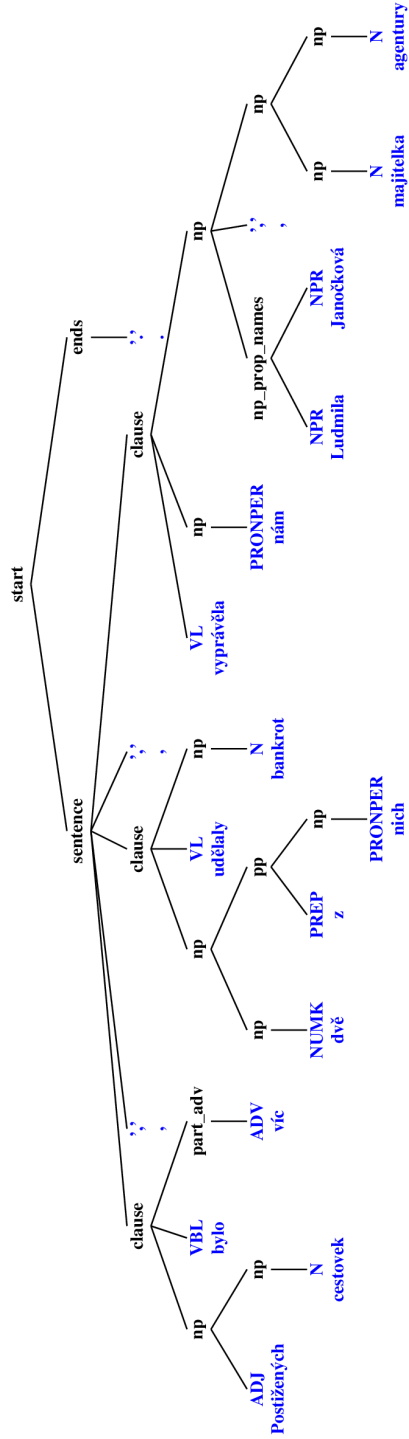 start
sentence ends
clause ',' clause ',' clause '.'
, , .
np VBL part_adv np VL np VL np np
bylo udělaly vyprávěla
ADJ np ADV np pp N PRONPER np_prop_names ',' np
Postižených víc bankrot nám ,
N NUMK PREP np NPR NPR np np
cestovek dvě z Ludmila Janočková
PRONPER N N
nich majitelka agentury